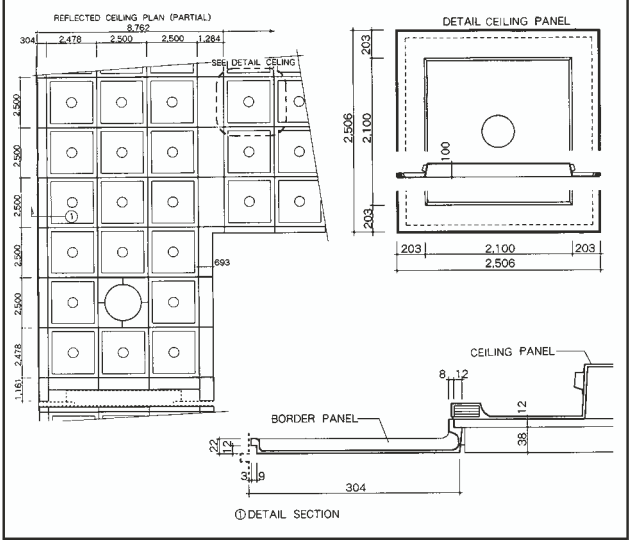 REFLECTED CEILING PLAN (PARTIAL)
8,762
304 2,478 2,500 2,500 1,284
SEE DETAIL CEILING
2,500
2,500
2,500
2,500
2,500
2,478
1,161
1
693
DETAIL CEILING PANEL
203
2,100
203
2,506
100
203 2,100 203
2,506
CEILING PANEL
8 12
12
38
BORDER PANEL
22
12
3 9
304
① DETAIL SECTION